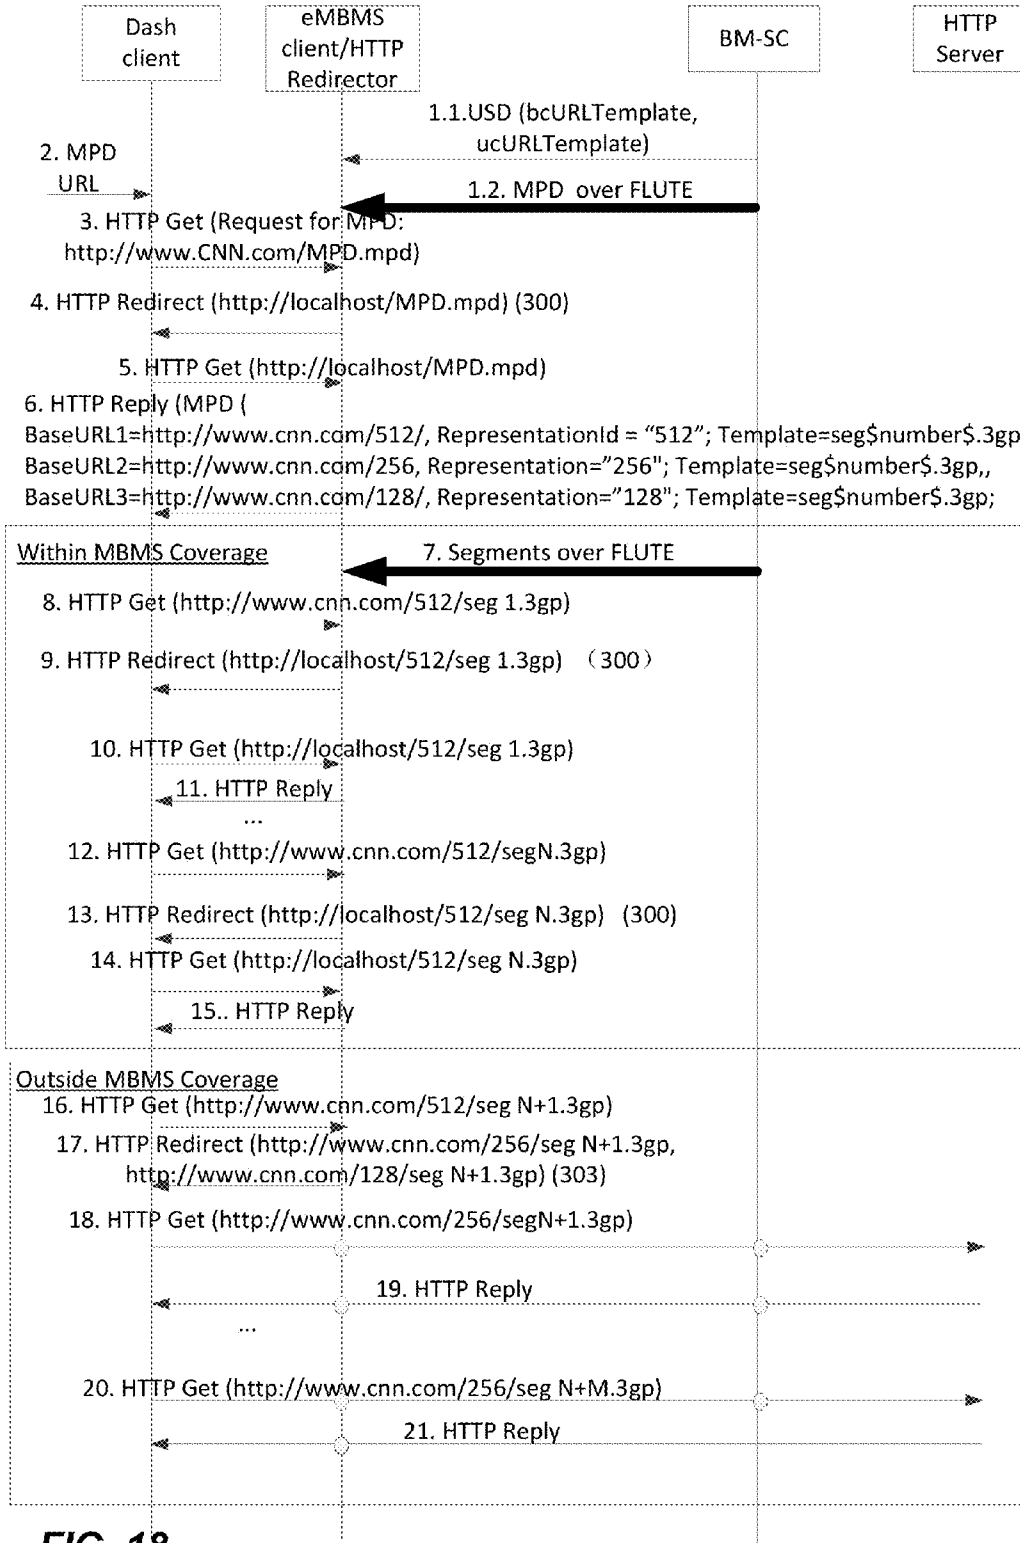 Dash
client
eMBMS
client/HTTP
Redirector
BM-SC
HTTP
Server
1.1.USD (bcURLTemplate,
ucURLTemplate)
2. MPD
URL
1.2. MPD over FLUTE
3. HTTP Get (Request for MPD:
http://www.CNN.com/MPD.mpd)
4. HTTP Redirect (http://localhost/MPD.mpd) (300)
5. HTTP Get (http://localhost/MPD.mpd)
6. HTTP Reply (MPD (
BaseURL1=http://www.cnn.com/512/, RepresentationId = “512”; Template=seg$number$.3gp
BaseURL2=http://www.cnn.com/256, Representation=”256"; Template=seg$number$.3gp,,
BaseURL3=http://www.cnn.com/128/, Representation=”128"; Template=seg$number$.3gp;
Within MBMS Coverage
7. Segments over FLUTE
8. HTTP Get (http://www.cnn.com/512/seg 1.3gp)
9. HTTP Redirect (http://localhost/512/seg 1.3gp) （300）
10. HTTP Get (http://localhost/512/seg 1.3gp)
11. HTTP Reply
...
12. HTTP Get (http://www.cnn.com/512/segN.3gp)
13. HTTP Redirect (http://localhost/512/seg N.3gp) (300)
14. HTTP Get (http://localhost/512/seg N.3gp)
15.. HTTP Reply
Outside MBMS Coverage
16. HTTP Get (http://www.cnn.com/512/seg N+1.3gp)
17. HTTP Redirect (http://www.cnn.com/256/seg N+1.3gp,
http://www.cnn.com/128/seg N+1.3gp) (303)
18. HTTP Get (http://www.cnn.com/256/segN+1.3gp)
19. HTTP Reply
...
20. HTTP Get (http://www.cnn.com/256/seg N+M.3gp)
21. HTTP Reply
FIG. 18